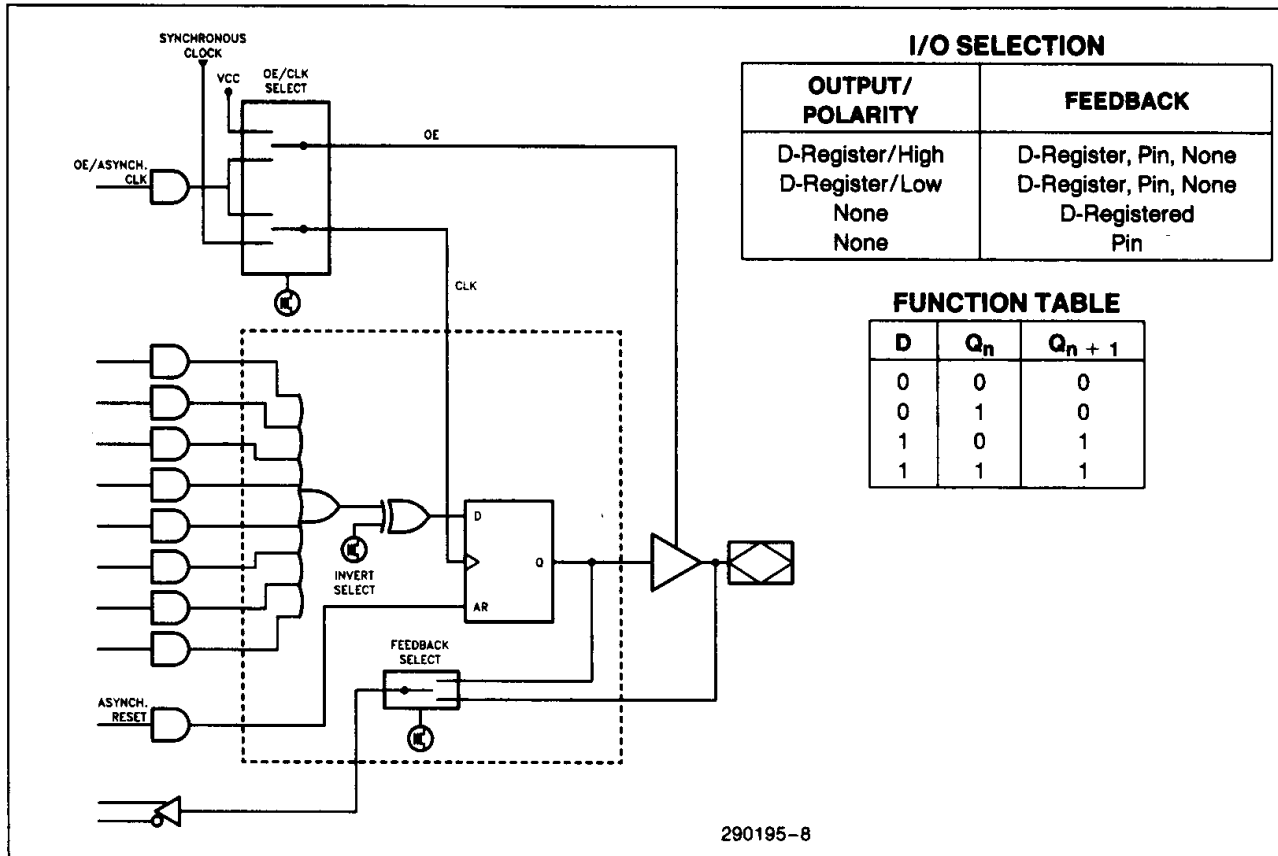 SYNCHRONOUS
CLOCK
VCC
OE/CLK
SELECT
OE
OE/ASYNCH.
CLK
CLK
INVERT
SELECT
D
Q
AR
FEEDBACK
SELECT
ASYNCH.
RESET
I/O SELECTION
OUTPUT/
POLARITY
FEEDBACK
D-Register/High D-Register, Pin, None
D-Register/Low D-Register, Pin, None
None D-Registered
None Pin
FUNCTION TABLE
D Qn Qn + 1
0 0 0
0 1 0
1 0 1
1 1 1
290195-8